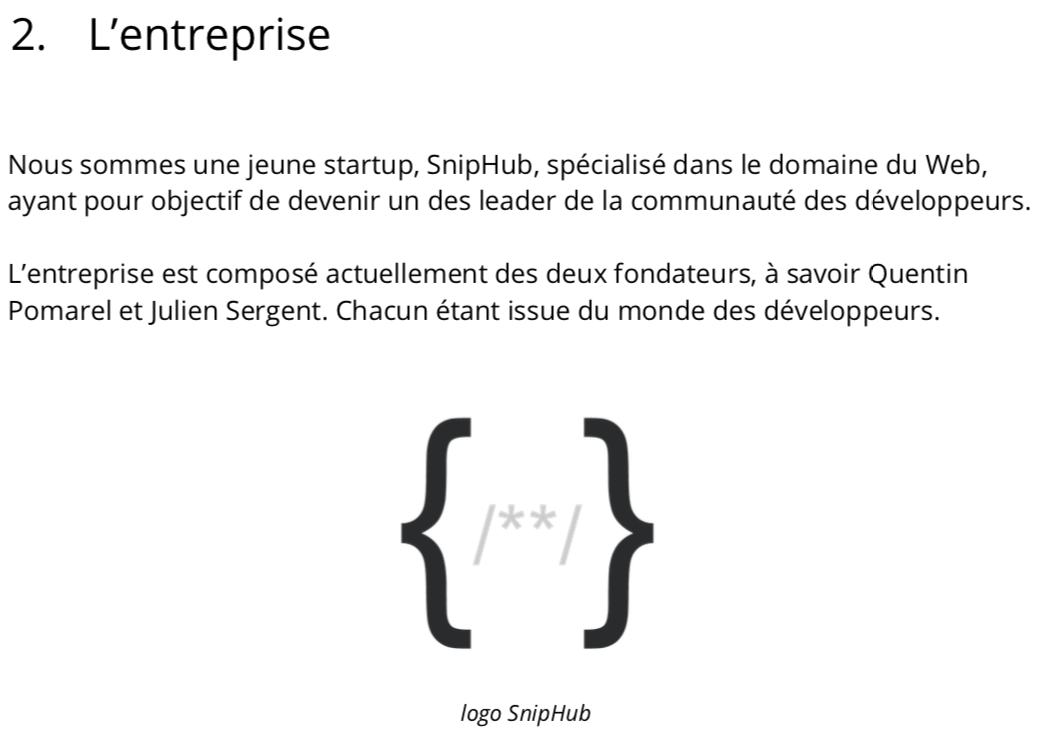 2. L’entreprise
Nous sommes une jeune startup, SnipHub, spécialisé dans le domaine du Web,
ayant pour objectif de devenir un des leader de la communauté des développeurs.
L’entreprise est composé actuellement des deux fondateurs, à savoir Quentin
Pomarel et Julien Sergent. Chacun étant issue du monde des développeurs.
{/**/}
logo SnipHub